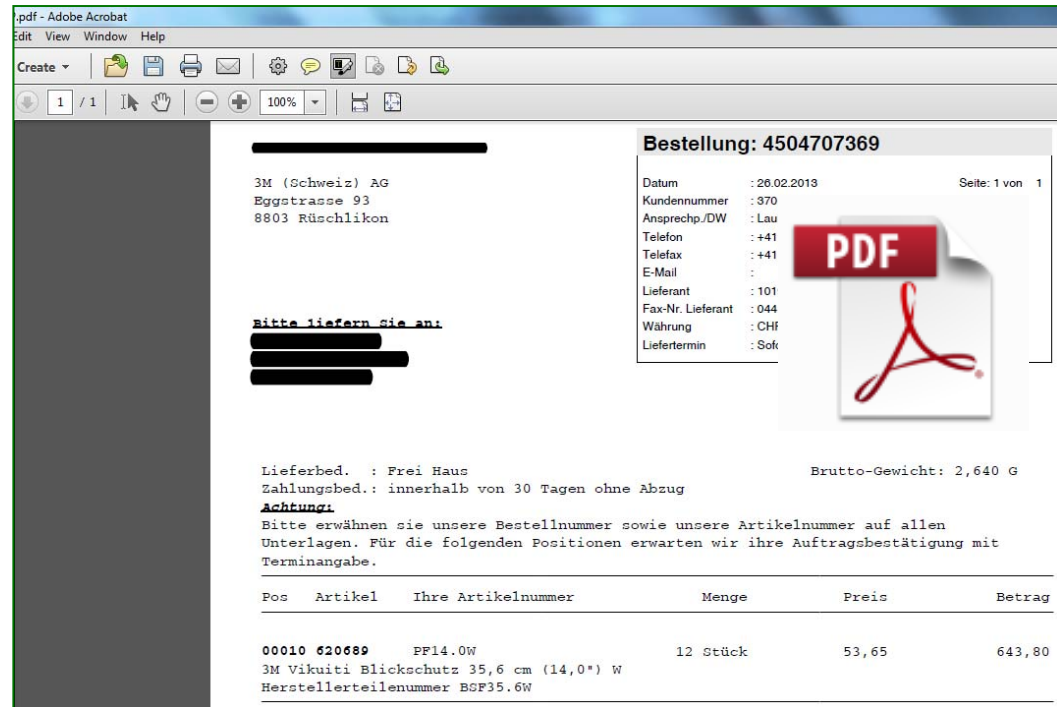 .pdf - Adobe Acrobat
Edit View Window Help
Create
1 / 1 100%
Bestellung: 4504707369
3M (Schweiz) AG
Eggstrasse 93
8803 Rüschlikon
Datum : 26.02.2013 Seite: 1 von 1
Kundennummer : 370
Ansprechp./DW : Lau
Telefon : +41
Telefax : +41
E-Mail :
Lieferant : 101
Fax-Nr. Lieferant : 044
Währung : CHF
Liefertermin : Sofo
PDF
Bitte liefern Sie an:
Lieferbed. : Frei Haus Brutto-Gewicht: 2,640 G
Zahlungsbed.: innerhalb von 30 Tagen ohne Abzug
Achtung:
Bitte erwähnen sie unsere Bestellnummer sowie unsere Artikelnummer auf allen
Unterlagen. Für die folgenden Positionen erwarten wir ihre Auftragsbestätigung mit
Terminangabe.
Pos Artikel Ihre Artikelnummer Menge Preis Betrag
00010 620689 PF14.0W 12 Stück 53,65 643,80
3M Vikuiti Blickschutz 35,6 cm (14,0") W
Herstellerteilenummer BSF35.6W